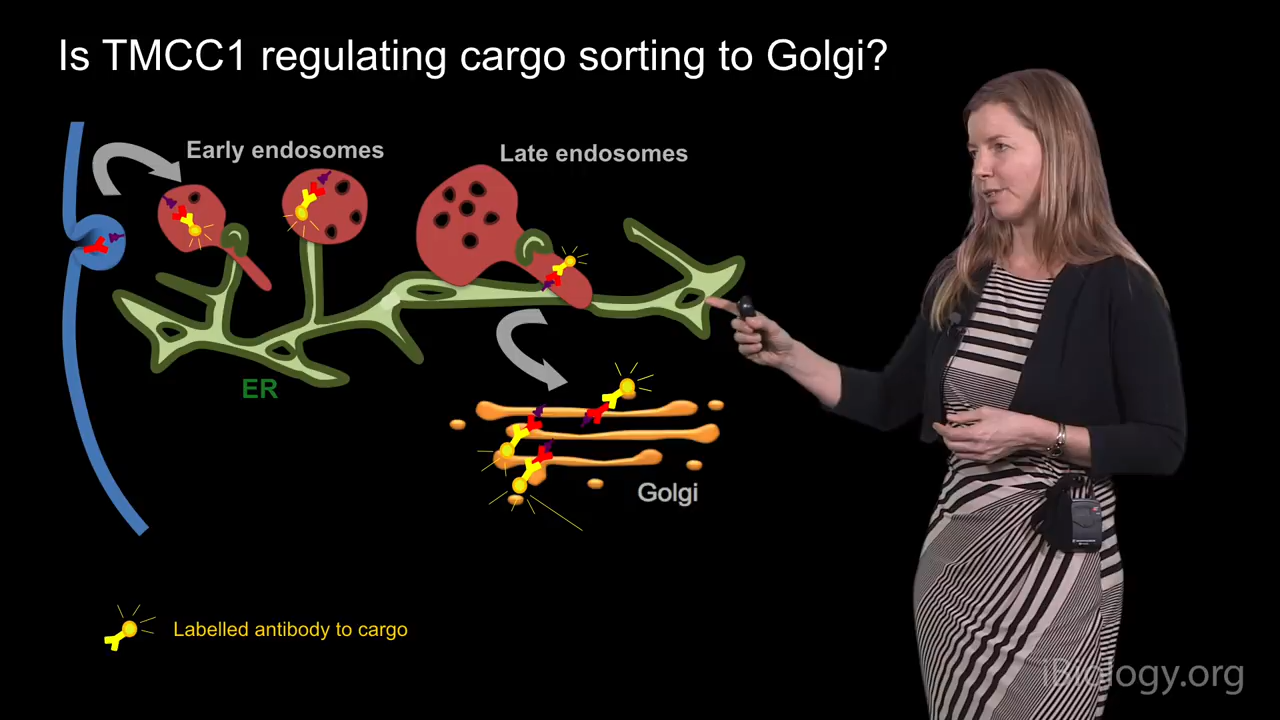 Is TMCC1 regulating cargo sorting to Golgi?
Early endosomes
Late endosomes
ER
Golgi
Labelled antibody to cargo
iBiology.org